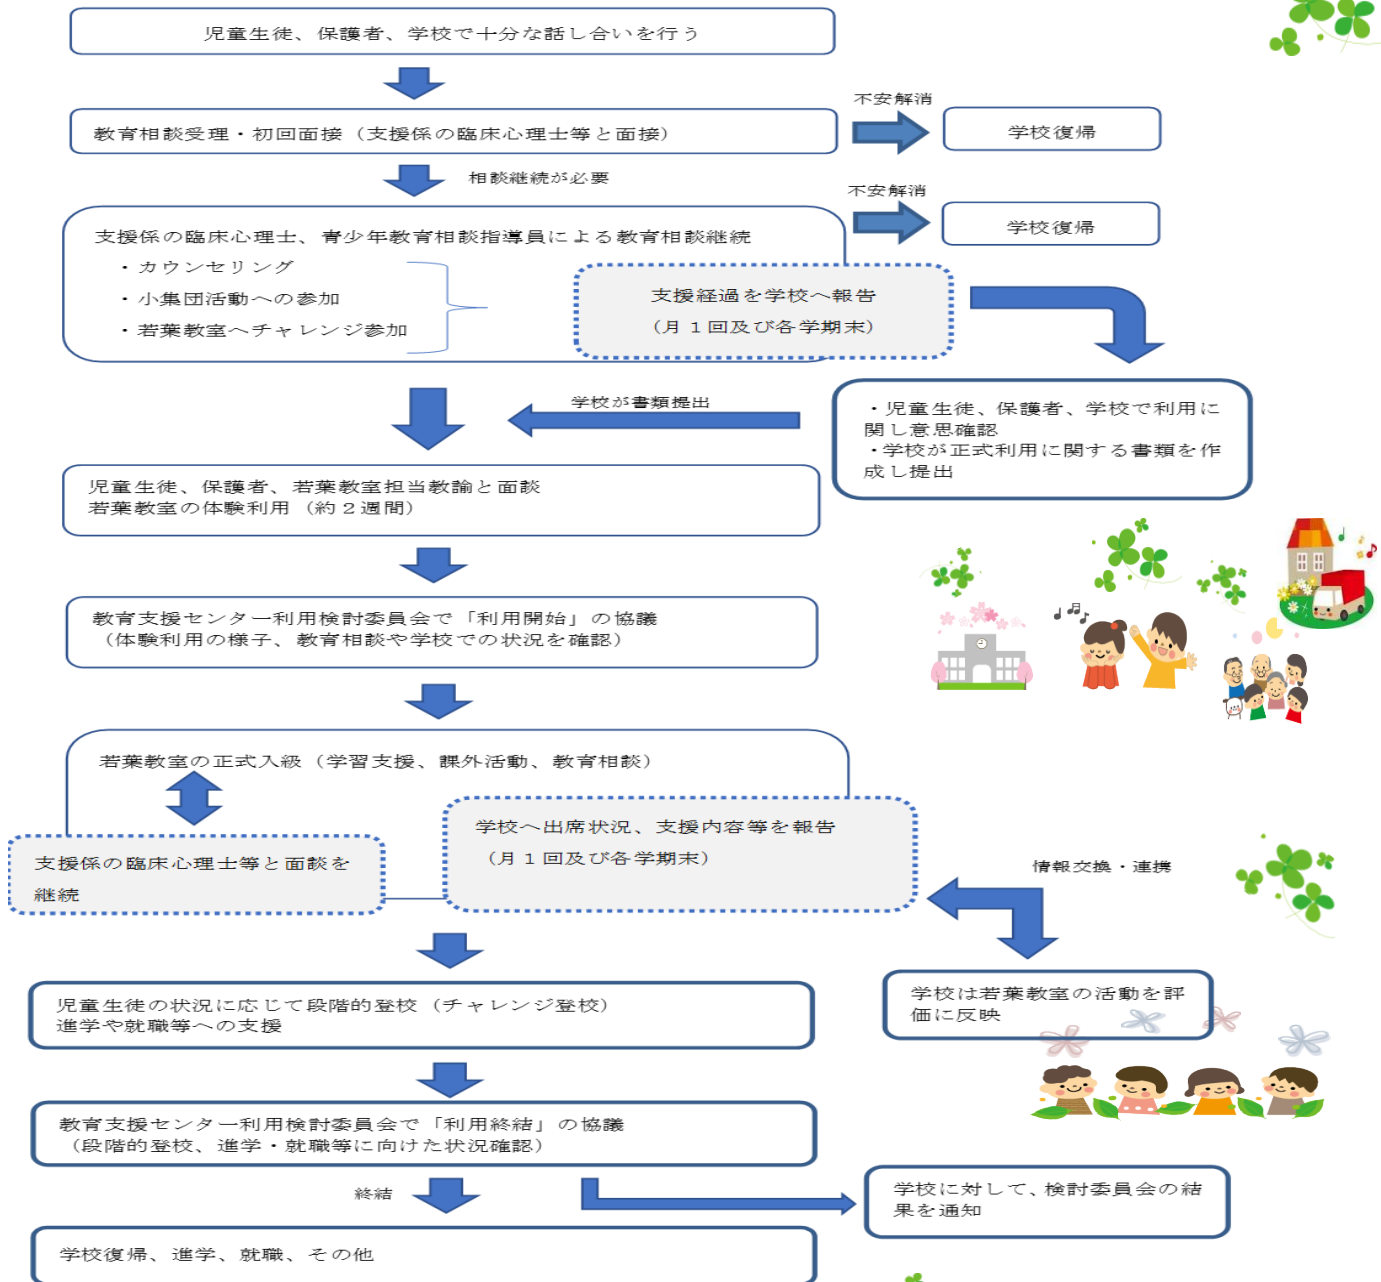 児童生徒、保護者、学校で十分な話し合いを行う
不安解消
教育相談受理・初回面接（支援係の臨床心理士等と面接）
学校復帰
相談継続が必要
不安解消
支援係の臨床心理士、青少年教育相談指導員による教育相談継続
学校復帰
・カウンセリング
・小集団活動への参加
・若葉教室へチャレンジ参加
支援経過を学校へ報告
（月１回及び各学期末）
学校が書類提出
・児童生徒、保護者、学校で利用に
関し意思確認
・学校が正式利用に関する書類を作
成し提出
児童生徒、保護者、若葉教室担当教諭と面談
若葉教室の体験利用（約２週間）
教育支援センター利用検討委員会で「利用開始」の協議
（体験利用の様子、教育相談や学校での状況を確認）
若葉教室の正式入級（学習支援、課外活動、教育相談）
学校へ出席状況、支援内容等を報告
（月１回及び各学期末）
支援係の臨床心理士等と面談を
継続
情報交換・連携
児童生徒の状況に応じて段階的登校（チャレンジ登校）
進学や就職等への支援
学校は若葉教室の活動を評
価に反映
教育支援センター利用検討委員会で「利用終結」の協議
（段階的登校、進学・就職等に向けた状況確認）
終結
学校に対して、検討委員会の結
果を通知
学校復帰、進学、就職、その他